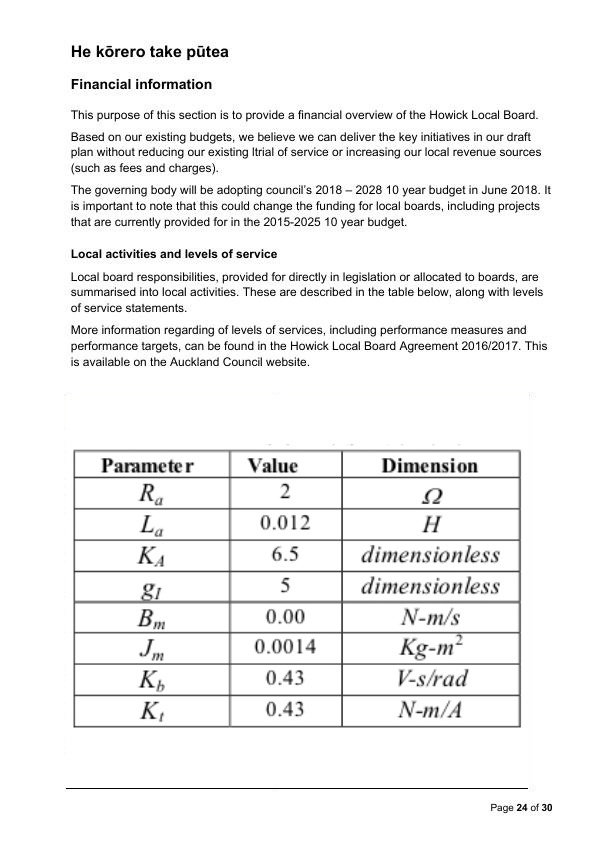 He kōrero take pūtea
Financial information
This purpose of this section is to provide a financial overview of the Howick Local Board.
Based on our existing budgets, we believe we can deliver the key initiatives in our draft
plan without reducing our existing ltrial of service or increasing our local revenue sources
(such as fees and charges).
The governing body will be adopting council’s 2018 – 2028 10 year budget in June 2018. It
is important to note that this could change the funding for local boards, including projects
that are currently provided for in the 2015-2025 10 year budget.
Local activities and levels of service
Local board responsibilities, provided for directly in legislation or allocated to boards, are
summarised into local activities. These are described in the table below, along with levels
of service statements.
More information regarding of levels of services, including performance measures and
performance targets, can be found in the Howick Local Board Agreement 2016/2017. This
is available on the Auckland Council website.
Parameter Value Dimension
Rₐ 2 Ω
Lₐ 0.012 H
K_A 6.5 dimensionless
g_I 5 dimensionless
B_m 0.00 N-m/s
J_m 0.0014 Kg-m²
K_b 0.43 V-s/rad
K_t 0.43 N-m/A
Page 24 of 30